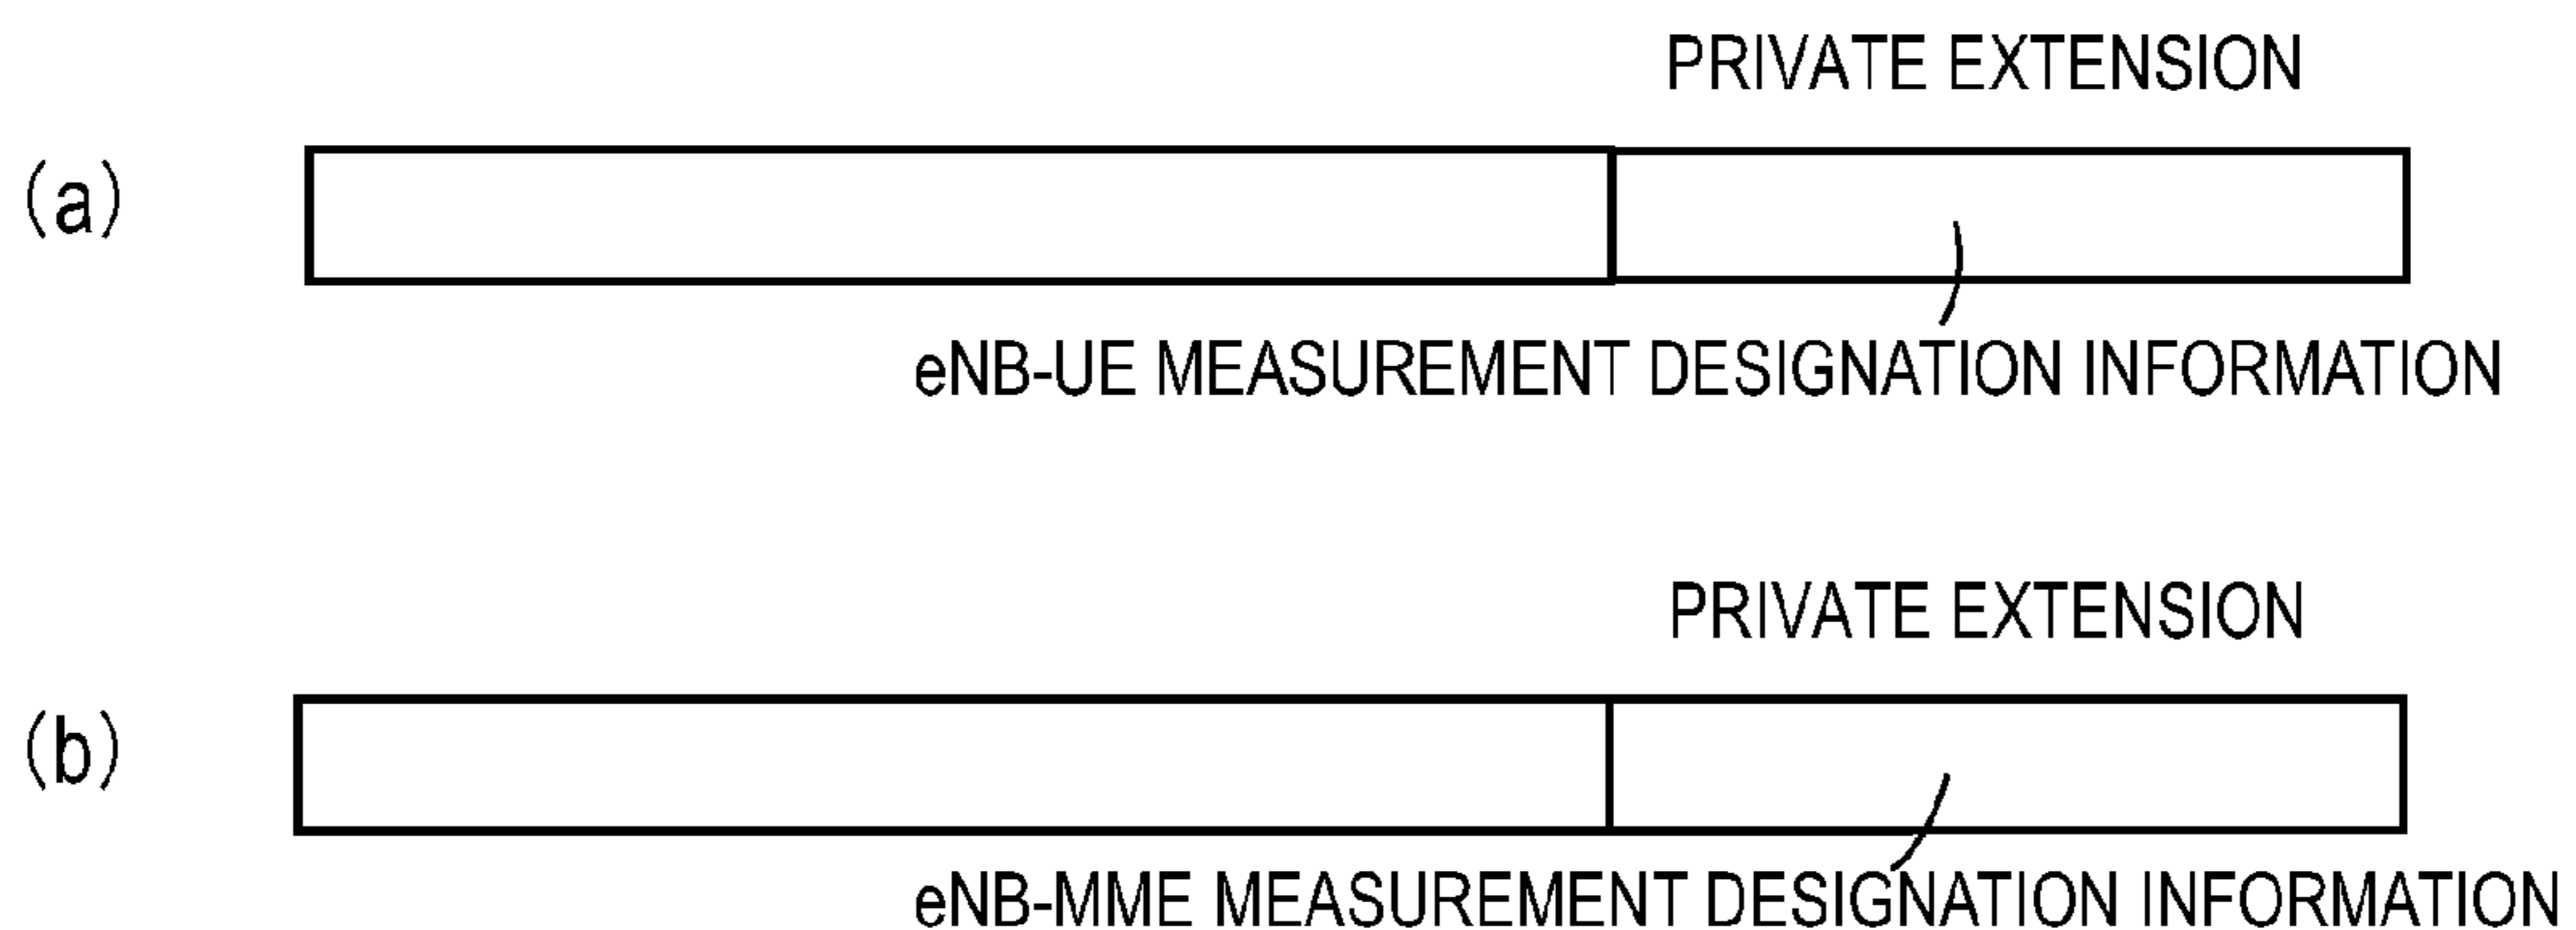 PRIVATE EXTENSION
(a)
eNB-UE MEASUREMENT DESIGNATION INFORMATION
PRIVATE EXTENSION
(b)
eNB-MME MEASUREMENT DESIGNATION INFORMATION